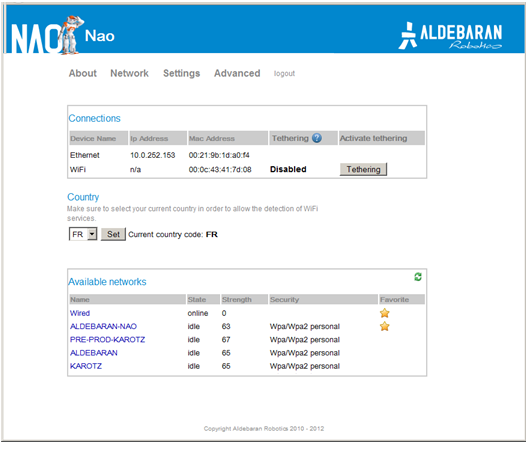 NAO Nao ALDEBARAN
Robotics
About Network Settings Advanced logout
Connections
Device Name Ip Address Mac Address Tethering ? Activate tethering
Ethernet 10.0.252.153 00:21:9b:1d:a0:f4
WiFi n/a 00:0c:43:41:7d:08 Disabled Tethering
Country
Make sure to select your current country in order to allow the detection of WiFi
services.
FR Set Current country code: FR
Available networks
Name State Strength Security Favorite
Wired online 0
ALDEBARAN-NAO idle 63 Wpa/Wpa2 personal
PRE-PROD-KAROTZ idle 67 Wpa/Wpa2 personal
ALDEBARAN idle 65 Wpa/Wpa2 personal
KAROTZ idle 65 Wpa/Wpa2 personal
Copyright Aldebaran Robotics 2010 - 2012